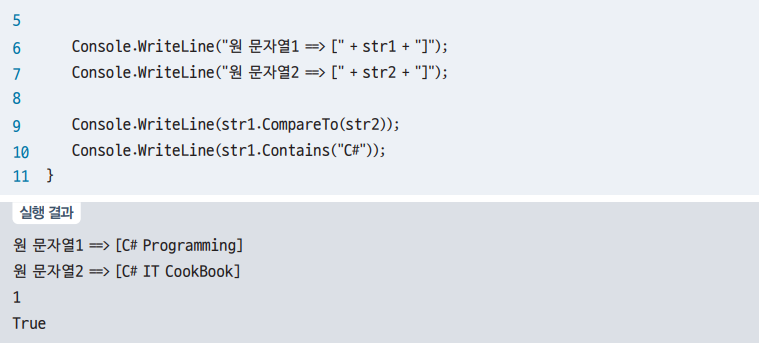 5
6 Console.WriteLine("원 문자열1 ==> [" + str1 + "]");
7 Console.WriteLine("원 문자열2 ==> [" + str2 + "]");
8
9 Console.WriteLine(str1.CompareTo(str2));
10 Console.WriteLine(str1.Contains("C#"));
11 }
실행 결과
원 문자열1 ==> [C# Programming]
원 문자열2 ==> [C# IT CookBook]
1
True